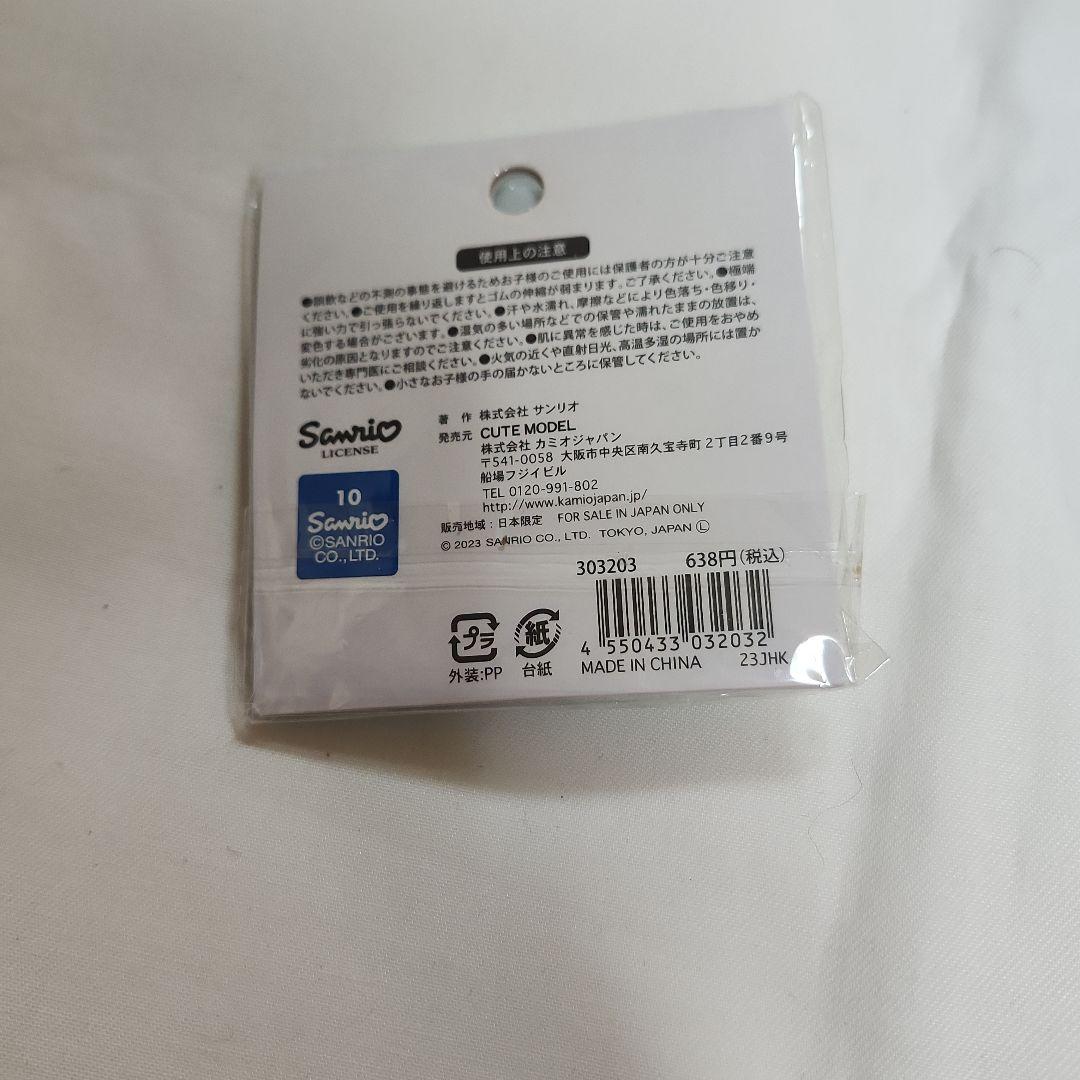 使用上の注意
●誤飲などの不測の事態を避けるためお子様のご使用には保護者の方が十分ご注意
ください。●ご使用を繰り返しますとゴムの伸縮が弱まります。ご了承ください。●極端
に強い力で引っ張らないでください。●汗や水濡れ、摩擦などにより色落ち・色移り・
変色する場合がございます。●湿気の多い場所などでの保管や濡れたままの放置は、
劣化の原因となりますのでご注意ください。●肌に異常を感じた時は、ご使用をおやめ
いただき専門医にご相談ください。●火気の近くや直射日光、高温多湿の場所には置か
ないでください。●小さなお子様の手の届かないところに保管してください。
Sanrio
LICENSE
10
Sanrio
©SANRIO
CO., LTD.
著 作 株式会社 サンリオ
発売元 CUTE MODEL
株式会社 カミオジャパン
〒541-0058 大阪市中央区南久宝寺町2丁目2番9号
船場フジイビル
TEL 0120-991-802
http://www.kamiojapan.jp/
販売地域:日本限定 FOR SALE IN JAPAN ONLY
© 2023 SANRIO CO., LTD. TOKYO, JAPAN Ⓛ
303203 638円(税込)
4 550433 032032
MADE IN CHINA 23JHK
プラ
外装:PP
紙
台紙